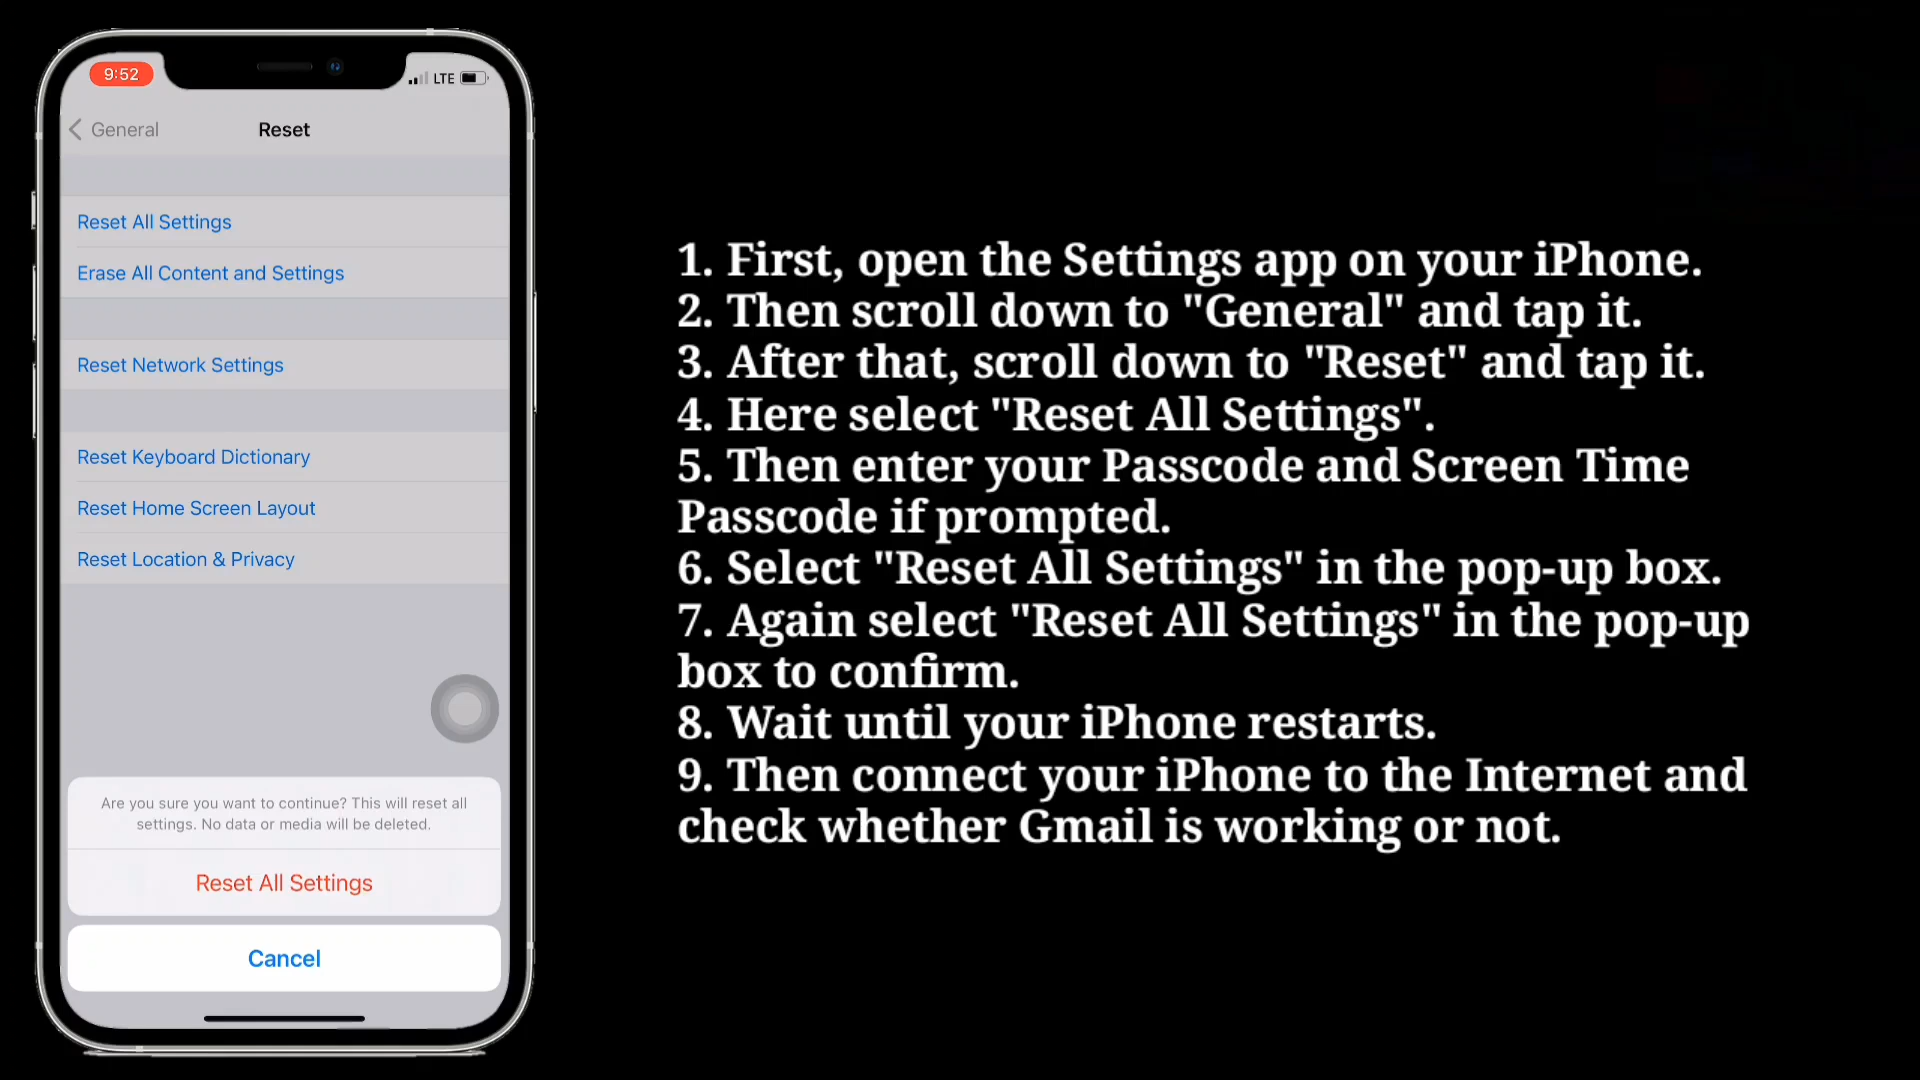 9:52
LTE
General
Reset
Reset All Settings
Erase All Content and Settings
Reset Network Settings
Reset Keyboard Dictionary
Reset Home Screen Layout
Reset Location & Privacy
Are you sure you want to continue? This will reset all
settings. No data or media will be deleted.
Reset All Settings
Cancel
1. First, open the Settings app on your iPhone.
2. Then scroll down to "General" and tap it.
3. After that, scroll down to "Reset" and tap it.
4. Here select "Reset All Settings".
5. Then enter your Passcode and Screen Time
Passcode if prompted.
6. Select "Reset All Settings" in the pop-up box.
7. Again select "Reset All Settings" in the pop-up
box to confirm.
8. Wait until your iPhone restarts.
9. Then connect your iPhone to the Internet and
check whether Gmail is working or not.